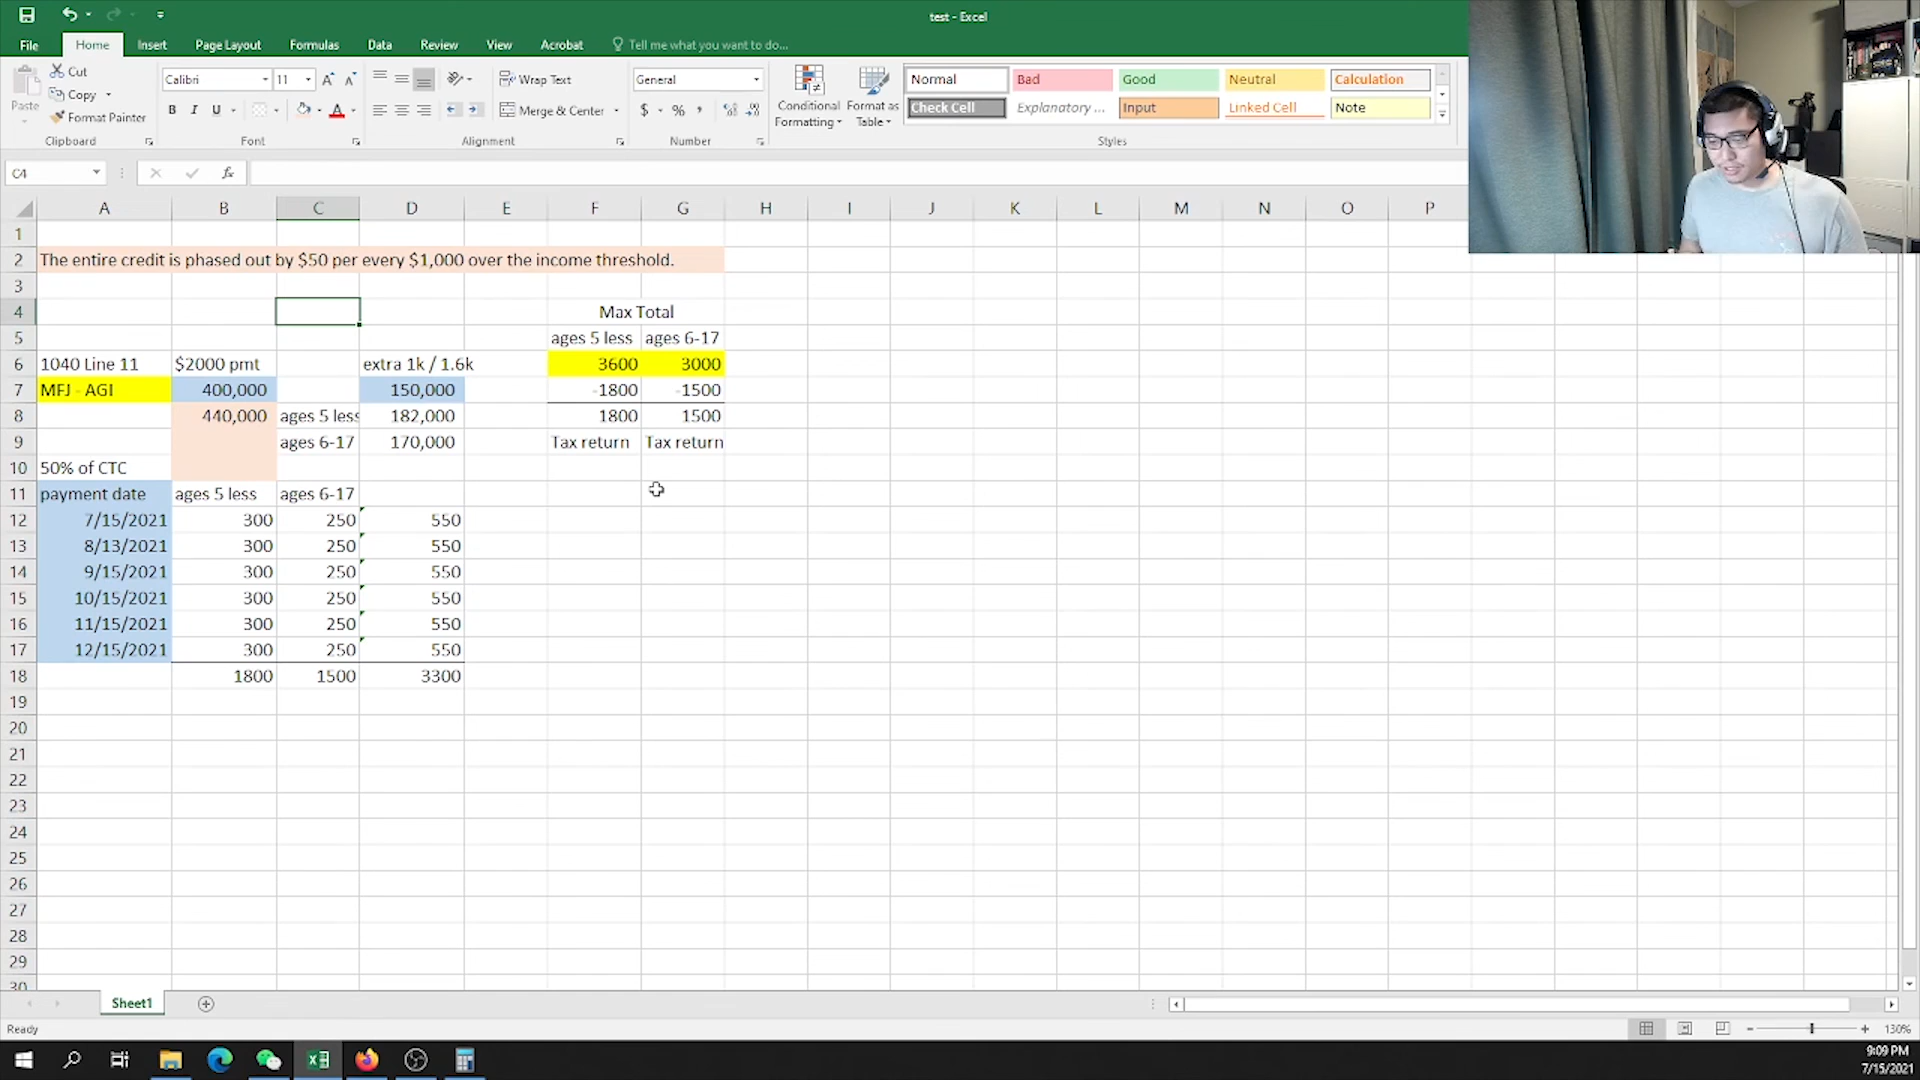 test - Excel
File Home Insert Page Layout Formulas Data Review View Acrobat Tell me what you want to do...
Paste
Cut
Copy
Format Painter
Clipboard
Calibri 11
B I U
Font
Wrap Text
Merge & Center
Alignment
General
$ % ,
Number
Conditional Formatting
Format as Table
Normal Bad Good Neutral Calculation
Check Cell Explanatory ... Input Linked Cell Note
Styles
C4 fx
A B C D E F G H I J K L M N O P
1
2 The entire credit is phased out by $50 per every $1,000 over the income threshold.
3
4 Max Total
5 ages 5 less ages 6-17
6 1040 Line 11 $2000 pmt extra 1k / 1.6k 3600 3000
7 MFJ - AGI 400,000 150,000 -1800 -1500
8 440,000 ages 5 less 182,000 1800 1500
9 ages 6-17 170,000 Tax return Tax return
10 50% of CTC
11 payment date ages 5 less ages 6-17
12 7/15/2021 300 250 550
13 8/13/2021 300 250 550
14 9/15/2021 300 250 550
15 10/15/2021 300 250 550
16 11/15/2021 300 250 550
17 12/15/2021 300 250 550
18 1800 1500 3300
19
20
21
22
23
24
25
26
27
28
29
30
Sheet1
Ready 130%
9:09 PM
7/15/2021